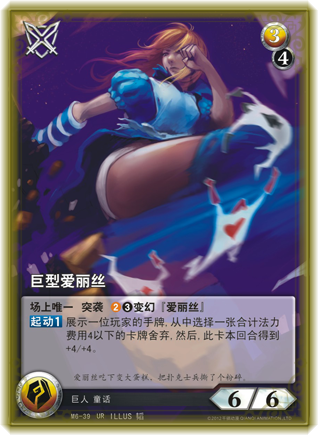 3
4
巨型爱丽丝
场上唯一 突袭 2 3 变幻『爱丽丝』
起动1 展示一位玩家的手牌,从中选择一张合计法力
费用4以下的卡牌舍弃,然后,此卡本回合得到
+4/+4。
爱丽丝吃下变大蛋糕,把扑克士兵撕了个粉碎。
巨人 童话
6/6
M6-39 UR ILLUS 韬